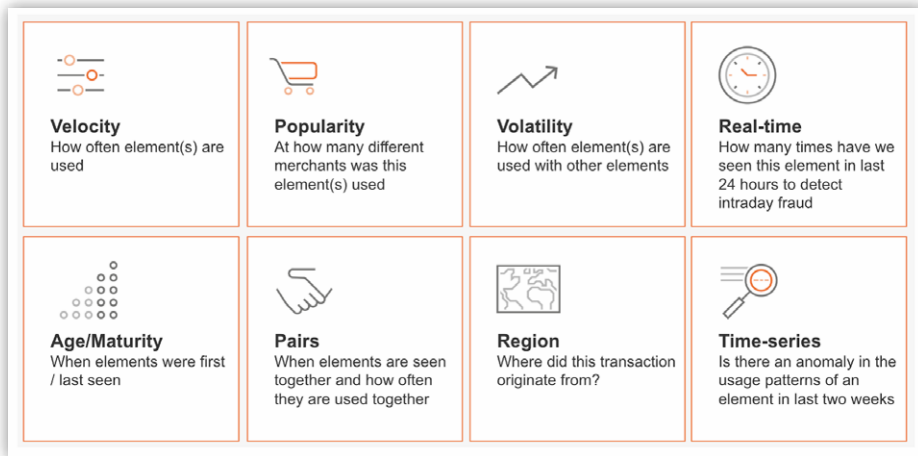 Velocity
How often element(s) are
used
Popularity
At how many different
merchants was this
element(s) used
Volatility
How often element(s) are
used with other elements
Real-time
How many times have we
seen this element in last
24 hours to detect
intraday fraud
Age/Maturity
When elements were first
/ last seen
Pairs
When elements are seen
together and how often
they are used together
Region
Where did this transaction
originate from?
Time-series
Is there an anomaly in the
usage patterns of an
element in last two weeks